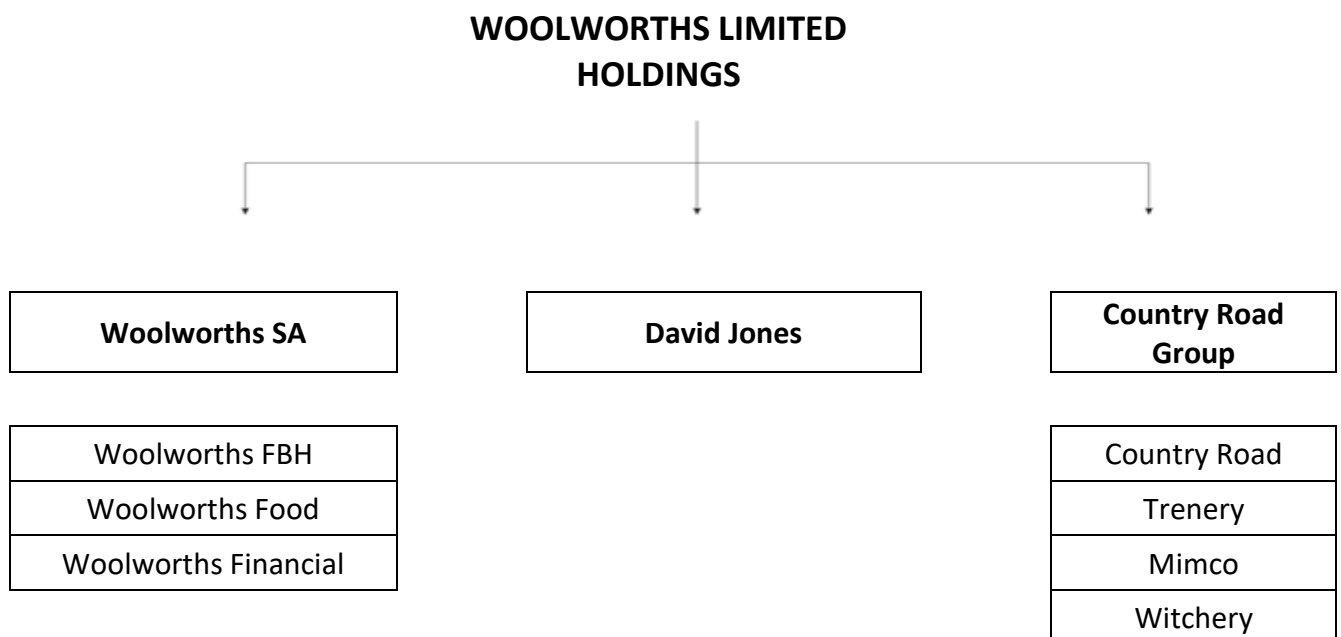 WOOLWORTHS LIMITED
HOLDINGS
Woolworths SA
David Jones
Country Road
Group
Woolworths FBH
Woolworths Food
Woolworths Financial
Country Road
Trenery
Mimco
Witchery